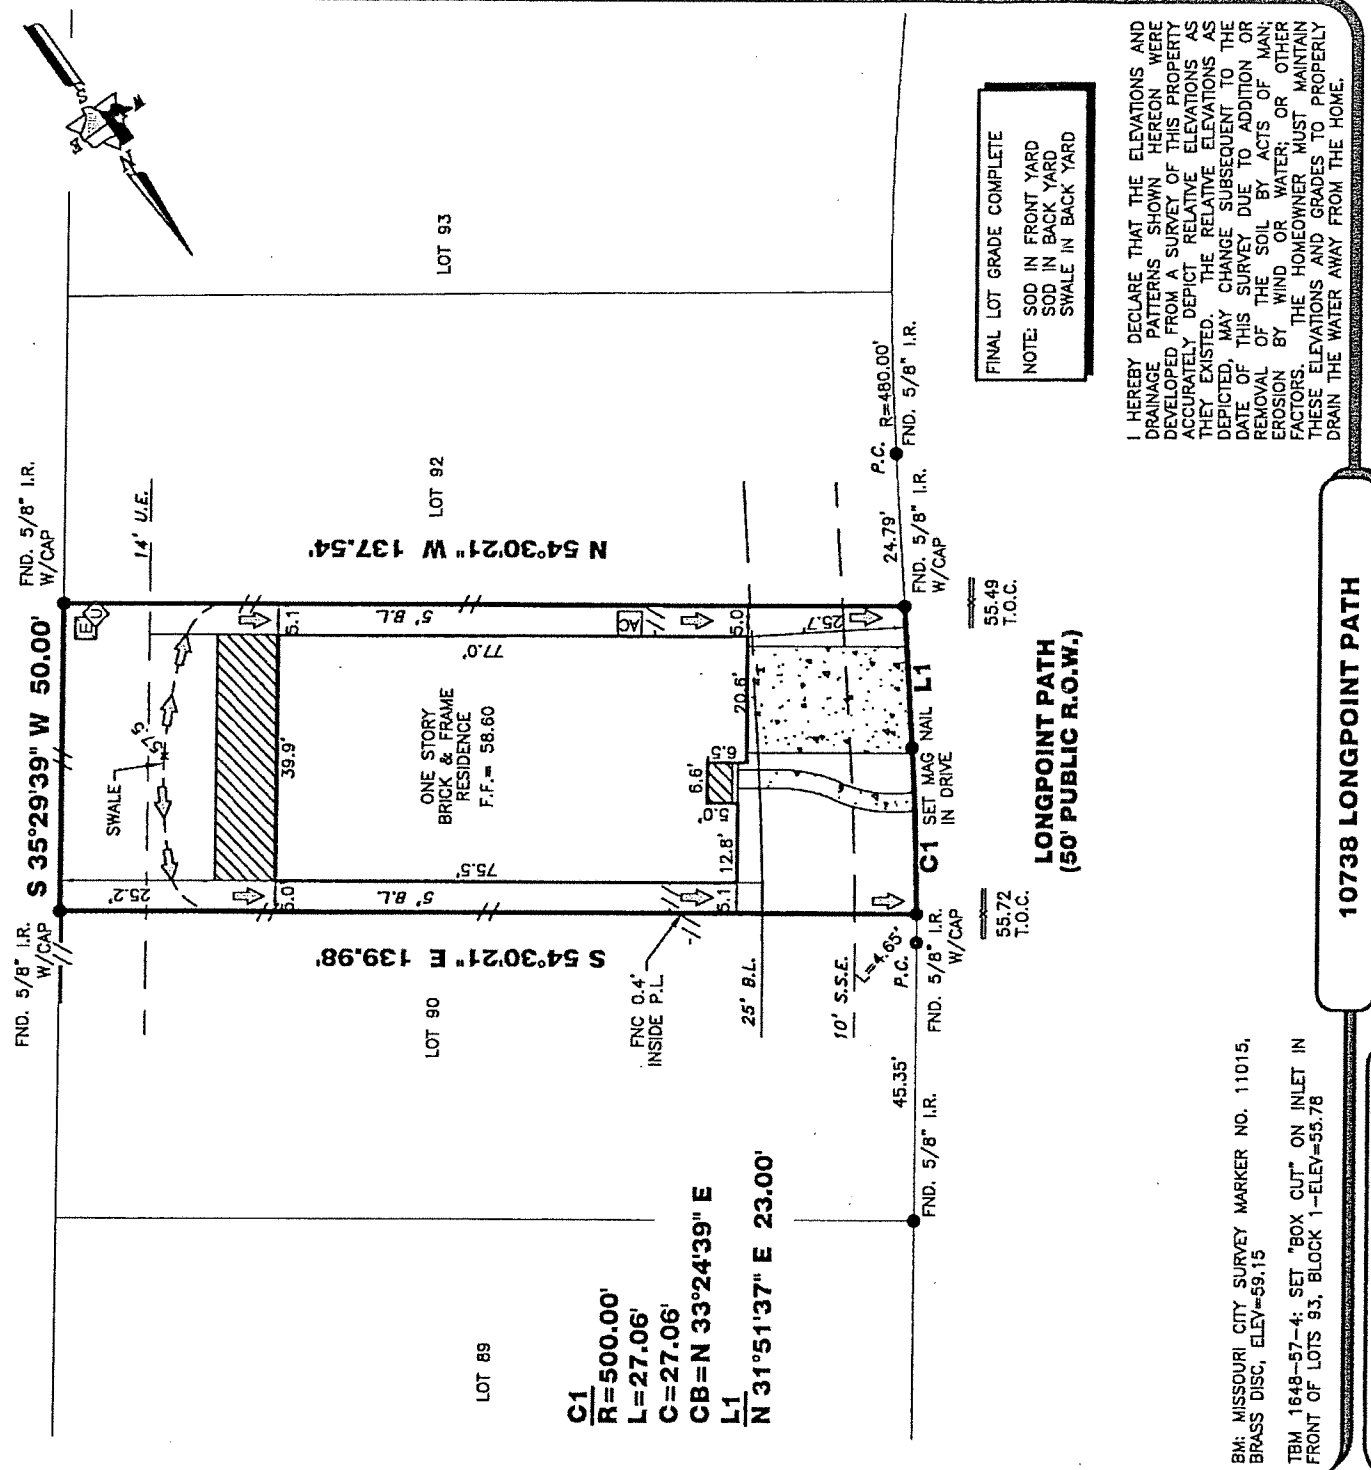 FND. 5/8" I.R.
W/CAP
S 35°29'39" W 50.00'
FND. 5/8" I.R.
W/CAP
14' U.E.
E
U
SWALE
57.5
25.2'
LOT 93
LOT 92
N 54°30'21" W 137.54'
5.1
5' B.L.
AC
5.0
25.7'
77.0'
39.9'
ONE STORY
BRICK & FRAME
RESIDENCE
F.F.= 58.60
20.6'
6.5
6.6'
5.0'
12.8'
75.5'
5.0'
5' B.L.
5.1
S 54°30'21" E 139.98'
LOT 90
FNC 0.4'
INSIDE P.L.
25' B.L.
10' S.S.E.
L=4.65'
P.C.
FND. 5/8" I.R.
W/CAP
45.35'
FND. 5/8" I.R.
C1
SET MAG NAIL
IN DRIVE
L1
24.79'
FND. 5/8" I.R.
W/CAP
P.C. R=480.00'
FND. 5/8" I.R.
55.72
T.O.C.
55.49
T.O.C.
LONGPOINT PATH
(50' PUBLIC R.O.W.)
LOT 89
C1
R=500.00'
L=27.06'
C=27.06'
CB=N 33°24'39" E
L1
N 31°51'37" E 23.00'
FINAL LOT GRADE COMPLETE
NOTE: SOD IN FRONT YARD
SOD IN BACK YARD
SWALE IN BACK YARD
I HEREBY DECLARE THAT THE ELEVATIONS AND
DRAINAGE PATTERNS SHOWN HEREON WERE
DEVELOPED FROM A SURVEY OF THIS PROPERTY
ACCURATELY DEPICT RELATIVE ELEVATIONS AS
THEY EXISTED. THE RELATIVE ELEVATIONS AS
DEPICTED, MAY CHANGE SUBSEQUENT TO THE
DATE OF THIS SURVEY DUE TO ADDITION OR
REMOVAL OF THE SOIL BY ACTS OF MAN;
EROSION BY WIND OR WATER; OR OTHER
FACTORS. THE HOMEOWNER MUST MAINTAIN
THESE ELEVATIONS AND GRADES TO PROPERLY
DRAIN THE WATER AWAY FROM THE HOME.
BM: MISSOURI CITY SURVEY MARKER NO. 11015,
BRASS DISC, ELEV=59.15
TBM 1648-57-4: SET "BOX CUT" ON INLET IN
FRONT OF LOTS 93, BLOCK 1-ELEV=55.78
10738 LONGPOINT PATH